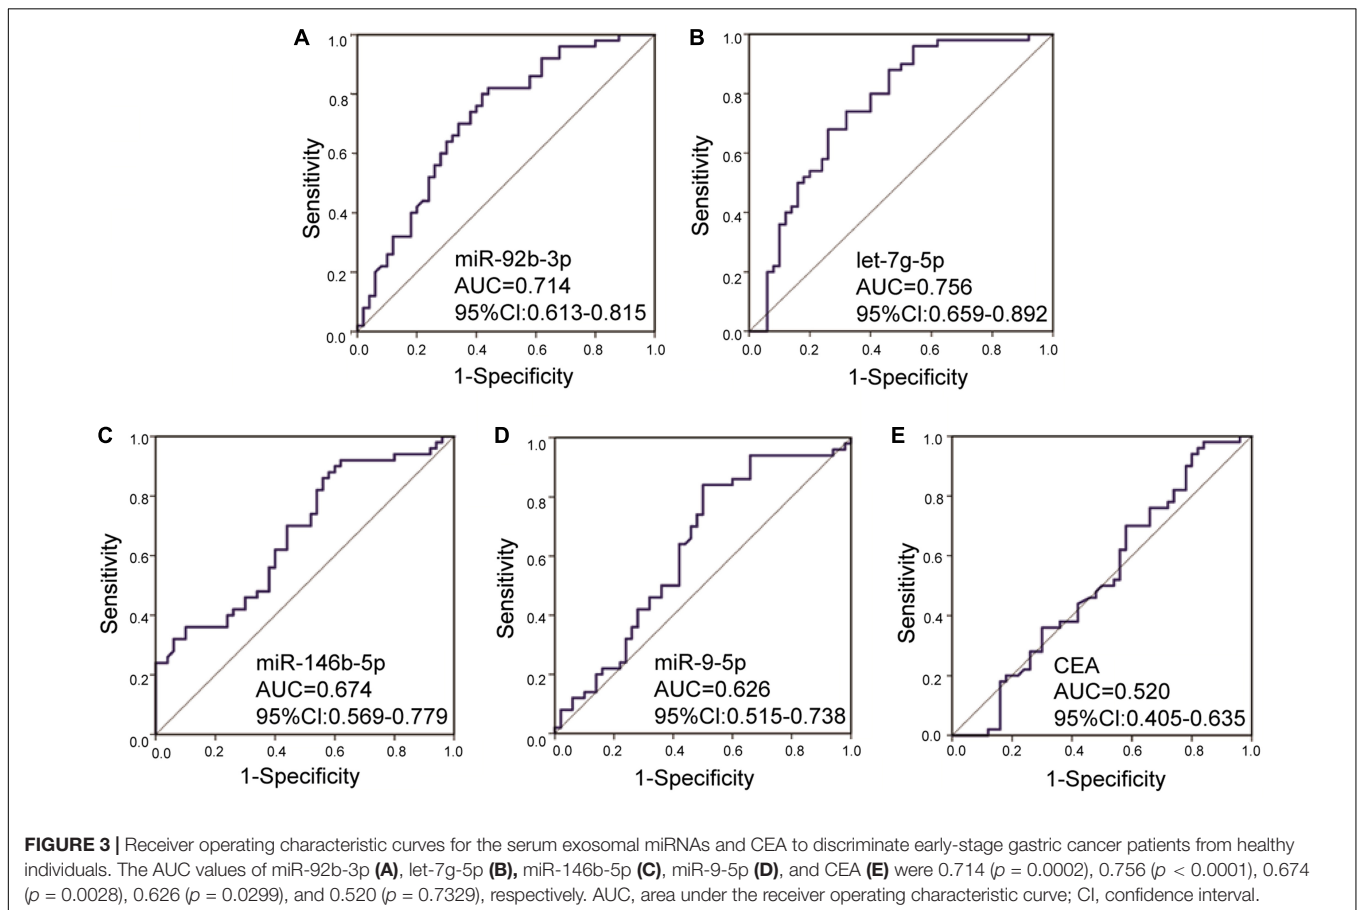 A
Sensitivity
1.0
0.8
0.6
0.4
0.2
0.0
miR-92b-3p
AUC=0.714
95%CI:0.613-0.815
0.0 0.2 0.4 0.6 0.8 1.0
1-Specificity
B
Sensitivity
1.0
0.8
0.6
0.4
0.2
0.0
let-7g-5p
AUC=0.756
95%CI:0.659-0.892
0.0 0.2 0.4 0.6 0.8 1.0
1-Specificity
C
Sensitivity
1.0
0.8
0.6
0.4
0.2
0.0
miR-146b-5p
AUC=0.674
95%CI:0.569-0.779
0.0 0.2 0.4 0.6 0.8 1.0
1-Specificity
D
Sensitivity
1.0
0.8
0.6
0.4
0.2
0.0
miR-9-5p
AUC=0.626
95%CI:0.515-0.738
0.0 0.2 0.4 0.6 0.8 1.0
1-Specificity
E
Sensitivity
1.0
0.8
0.6
0.4
0.2
0.0
CEA
AUC=0.520
95%CI:0.405-0.635
0.0 0.2 0.4 0.6 0.8 1.0
1-Specificity
FIGURE 3 | Receiver operating characteristic curves for the serum exosomal miRNAs and CEA to discriminate early-stage gastric cancer patients from healthy
individuals. The AUC values of miR-92b-3p (A), let-7g-5p (B), miR-146b-5p (C), miR-9-5p (D), and CEA (E) were 0.714 (p = 0.0002), 0.756 (p < 0.0001), 0.674
(p = 0.0028), 0.626 (p = 0.0299), and 0.520 (p = 0.7329), respectively. AUC, area under the receiver operating characteristic curve; CI, confidence interval.